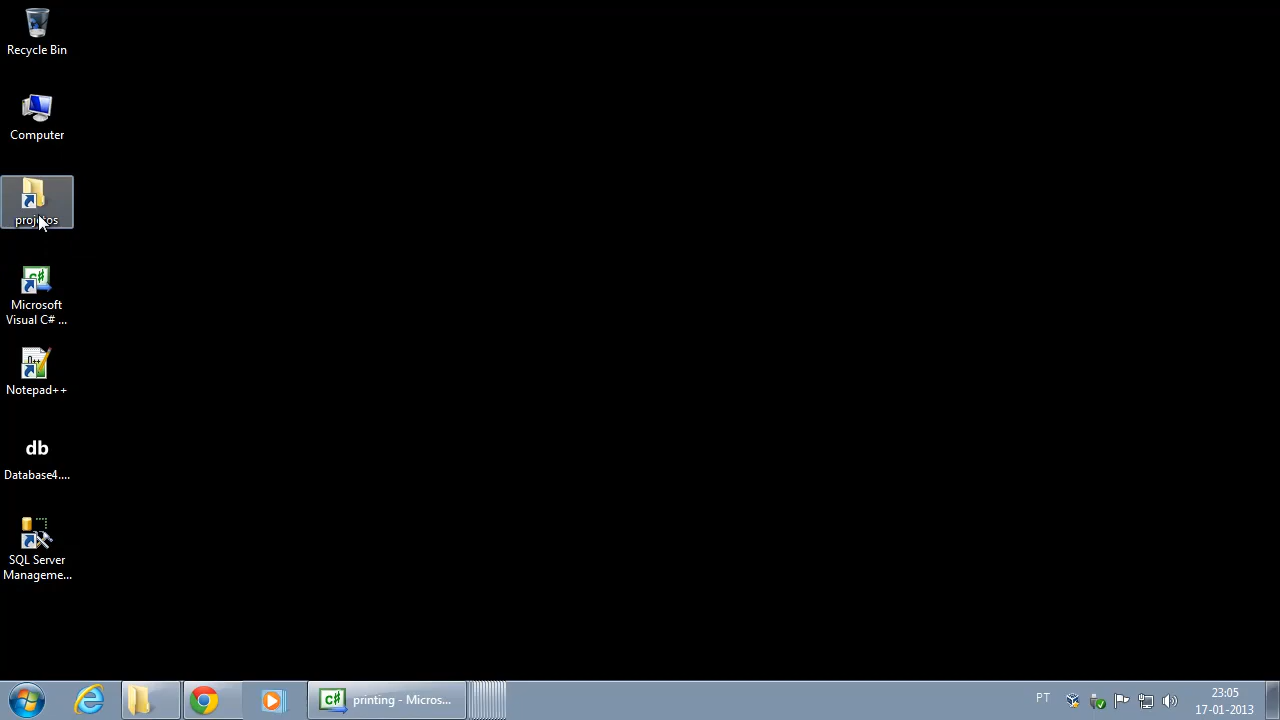 Recycle Bin
Computer
projetos
Microsoft
Visual C# ...
Notepad++
db
Database4....
SQL Server
Manageme...
C#
printing - Micros...
PT
23:05
17-01-2013